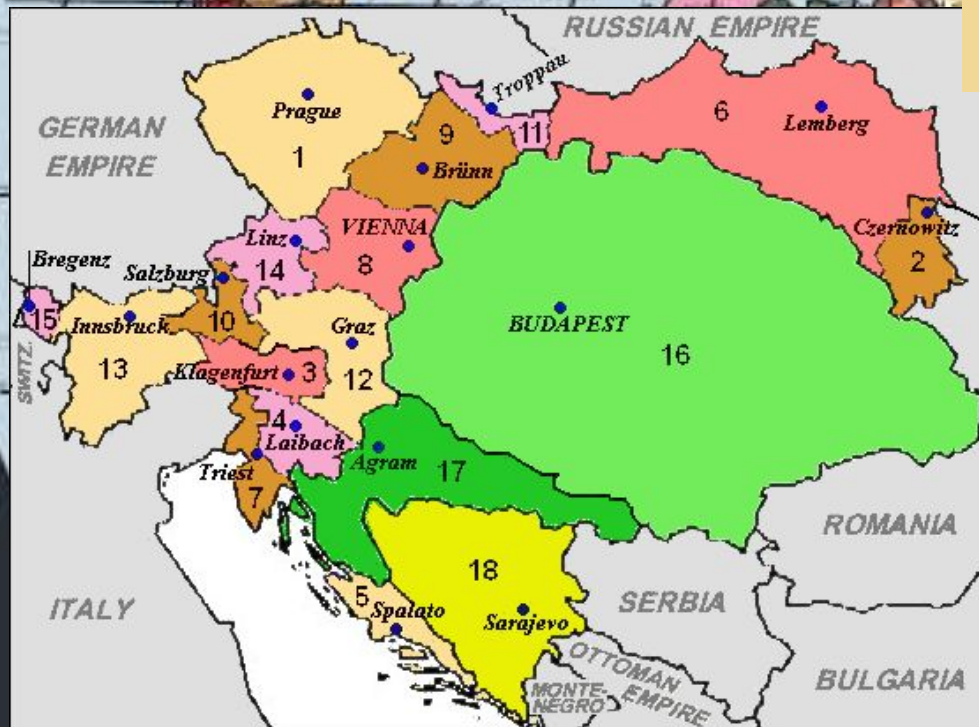 RUSSIAN EMPIRE
Troppau
Prague
6
Lemberg
GERMAN
EMPIRE
9
11
1
Brünn
Czernowitz
Linz
VIENNA
2
Bregenz
Salzburg
14
8
15
Innsbruck
10
Graz
BUDAPEST
16
SWITZ.
13
Klagenfurt
3
12
4
Laibach
Agram
17
Triest
7
ROMANIA
18
ITALY
5
Spalato
Sarajevo
SERBIA
OTTOMAN
EMPIRE
MONTE-
NEGRO
BULGARIA